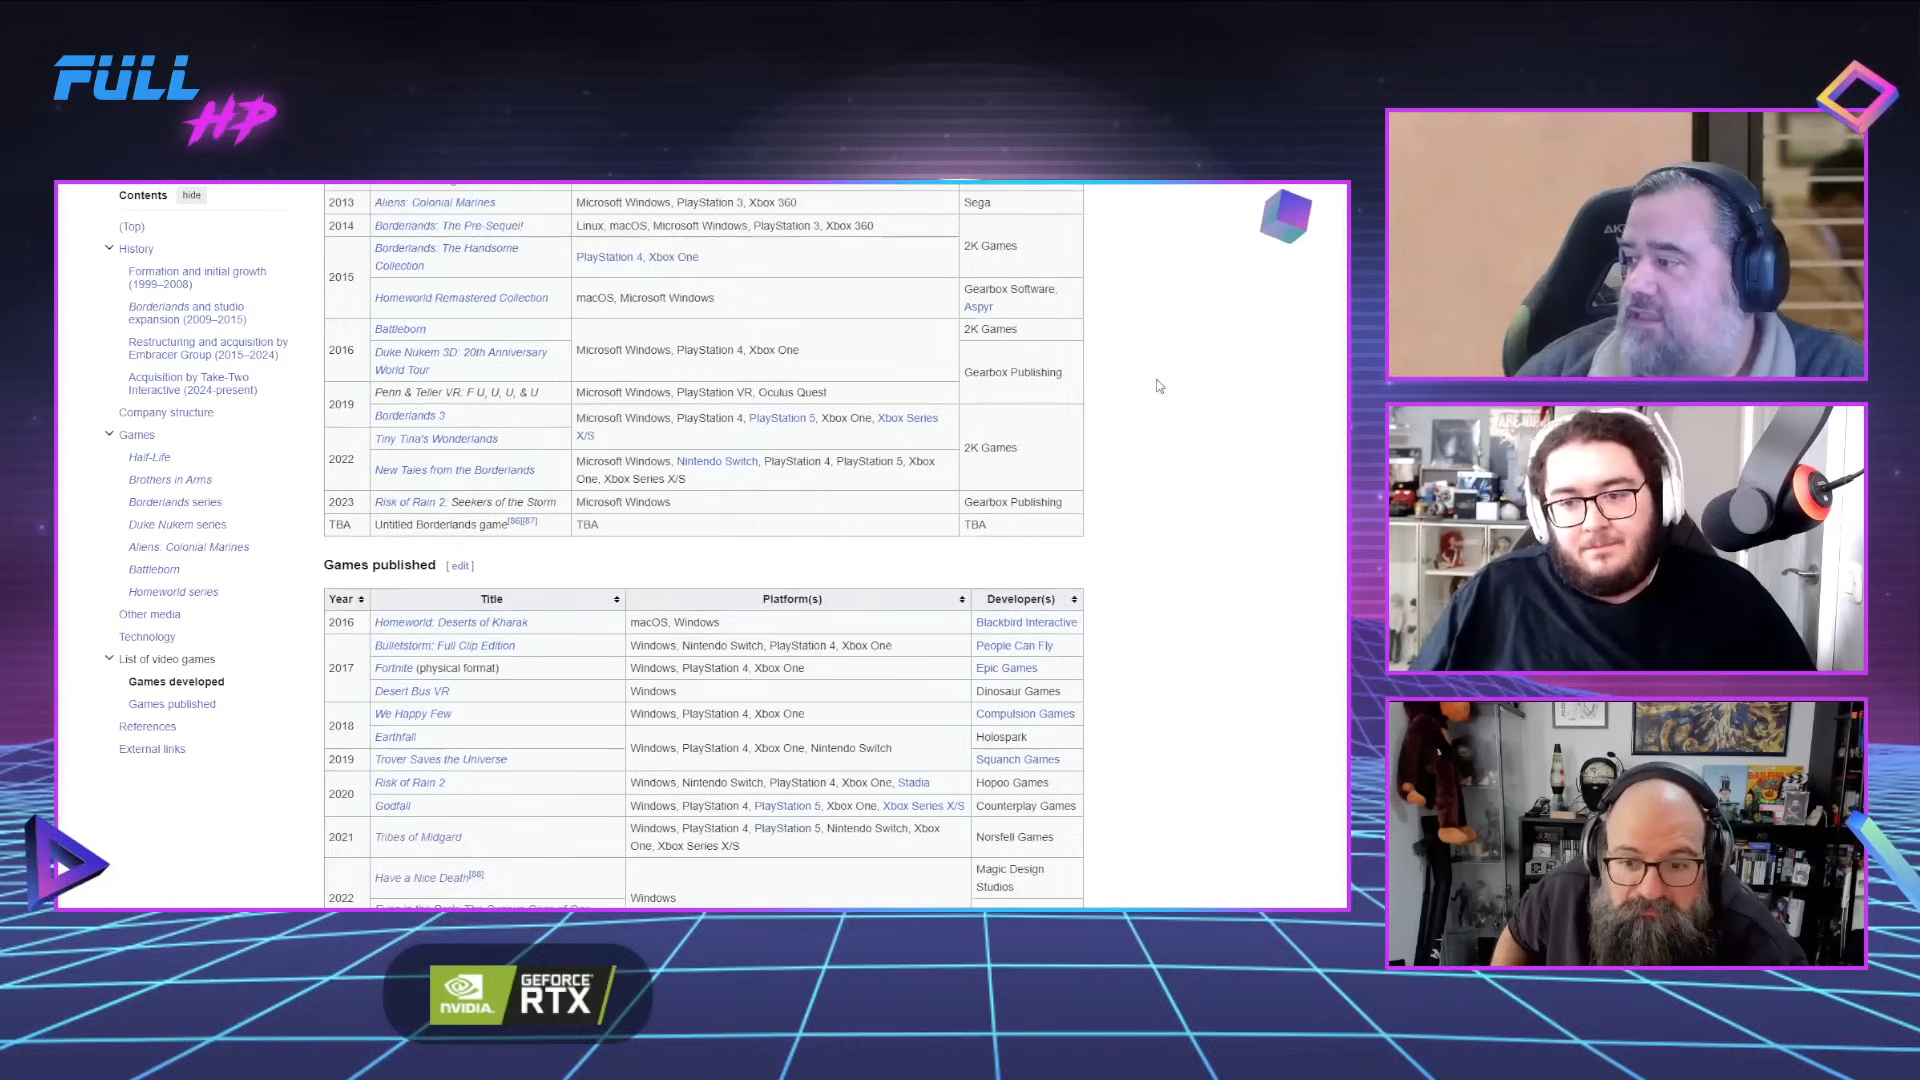 FULL
HP
Contents hide
(Top)
History
Formation and initial growth
(1999–2008)
Borderlands and studio
expansion (2009–2015)
Restructuring and acquisition by
Embracer Group (2015–2024)
Acquisition by Take-Two
Interactive (2024-present)
Company structure
Games
Half-Life
Brothers in Arms
Borderlands series
Duke Nukem series
Aliens: Colonial Marines
Battleborn
Homeworld series
Other media
Technology
List of video games
Games developed
Games published
References
External links
2013 Aliens: Colonial Marines Microsoft Windows, PlayStation 3, Xbox 360 Sega
2014 Borderlands: The Pre-Sequel! Linux, macOS, Microsoft Windows, PlayStation 3, Xbox 360
2K Games
2015
Borderlands: The Handsome
Collection
PlayStation 4, Xbox One
Homeworld Remastered Collection macOS, Microsoft Windows
Gearbox Software,
Aspyr
2016
Battleborn
2K Games
Duke Nukem 3D: 20th Anniversary
World Tour
Microsoft Windows, PlayStation 4, Xbox One
Gearbox Publishing
2019
Penn & Teller VR: F U, U, U, & U Microsoft Windows, PlayStation VR, Oculus Quest
Borderlands 3
Microsoft Windows, PlayStation 4, PlayStation 5, Xbox One, Xbox Series
X/S
2K Games
2022
Tiny Tina's Wonderlands
New Tales from the Borderlands
Microsoft Windows, Nintendo Switch, PlayStation 4, PlayStation 5, Xbox
One, Xbox Series X/S
2023 Risk of Rain 2: Seekers of the Storm Microsoft Windows Gearbox Publishing
TBA Untitled Borderlands game[86][87] TBA TBA
Games published [ edit ]
Year Title Platform(s) Developer(s)
2016 Homeworld: Deserts of Kharak macOS, Windows Blackbird Interactive
2017
Bulletstorm: Full Clip Edition Windows, Nintendo Switch, PlayStation 4, Xbox One People Can Fly
Fortnite (physical format) Windows, PlayStation 4, Xbox One Epic Games
Desert Bus VR Windows Dinosaur Games
2018
We Happy Few Windows, PlayStation 4, Xbox One Compulsion Games
Earthfall
Windows, PlayStation 4, Xbox One, Nintendo Switch
Holospark
2019 Trover Saves the Universe Squanch Games
2020
Risk of Rain 2 Windows, Nintendo Switch, PlayStation 4, Xbox One, Stadia Hopoo Games
Godfall Windows, PlayStation 4, PlayStation 5, Xbox One, Xbox Series X/S Counterplay Games
2021 Tribes of Midgard
Windows, PlayStation 4, PlayStation 5, Nintendo Switch, Xbox
One, Xbox Series X/S
Norsfell Games
2022
Have a Nice Death[88]
Windows
Magic Design
Studios
NVIDIA.
GEFORCE
RTX